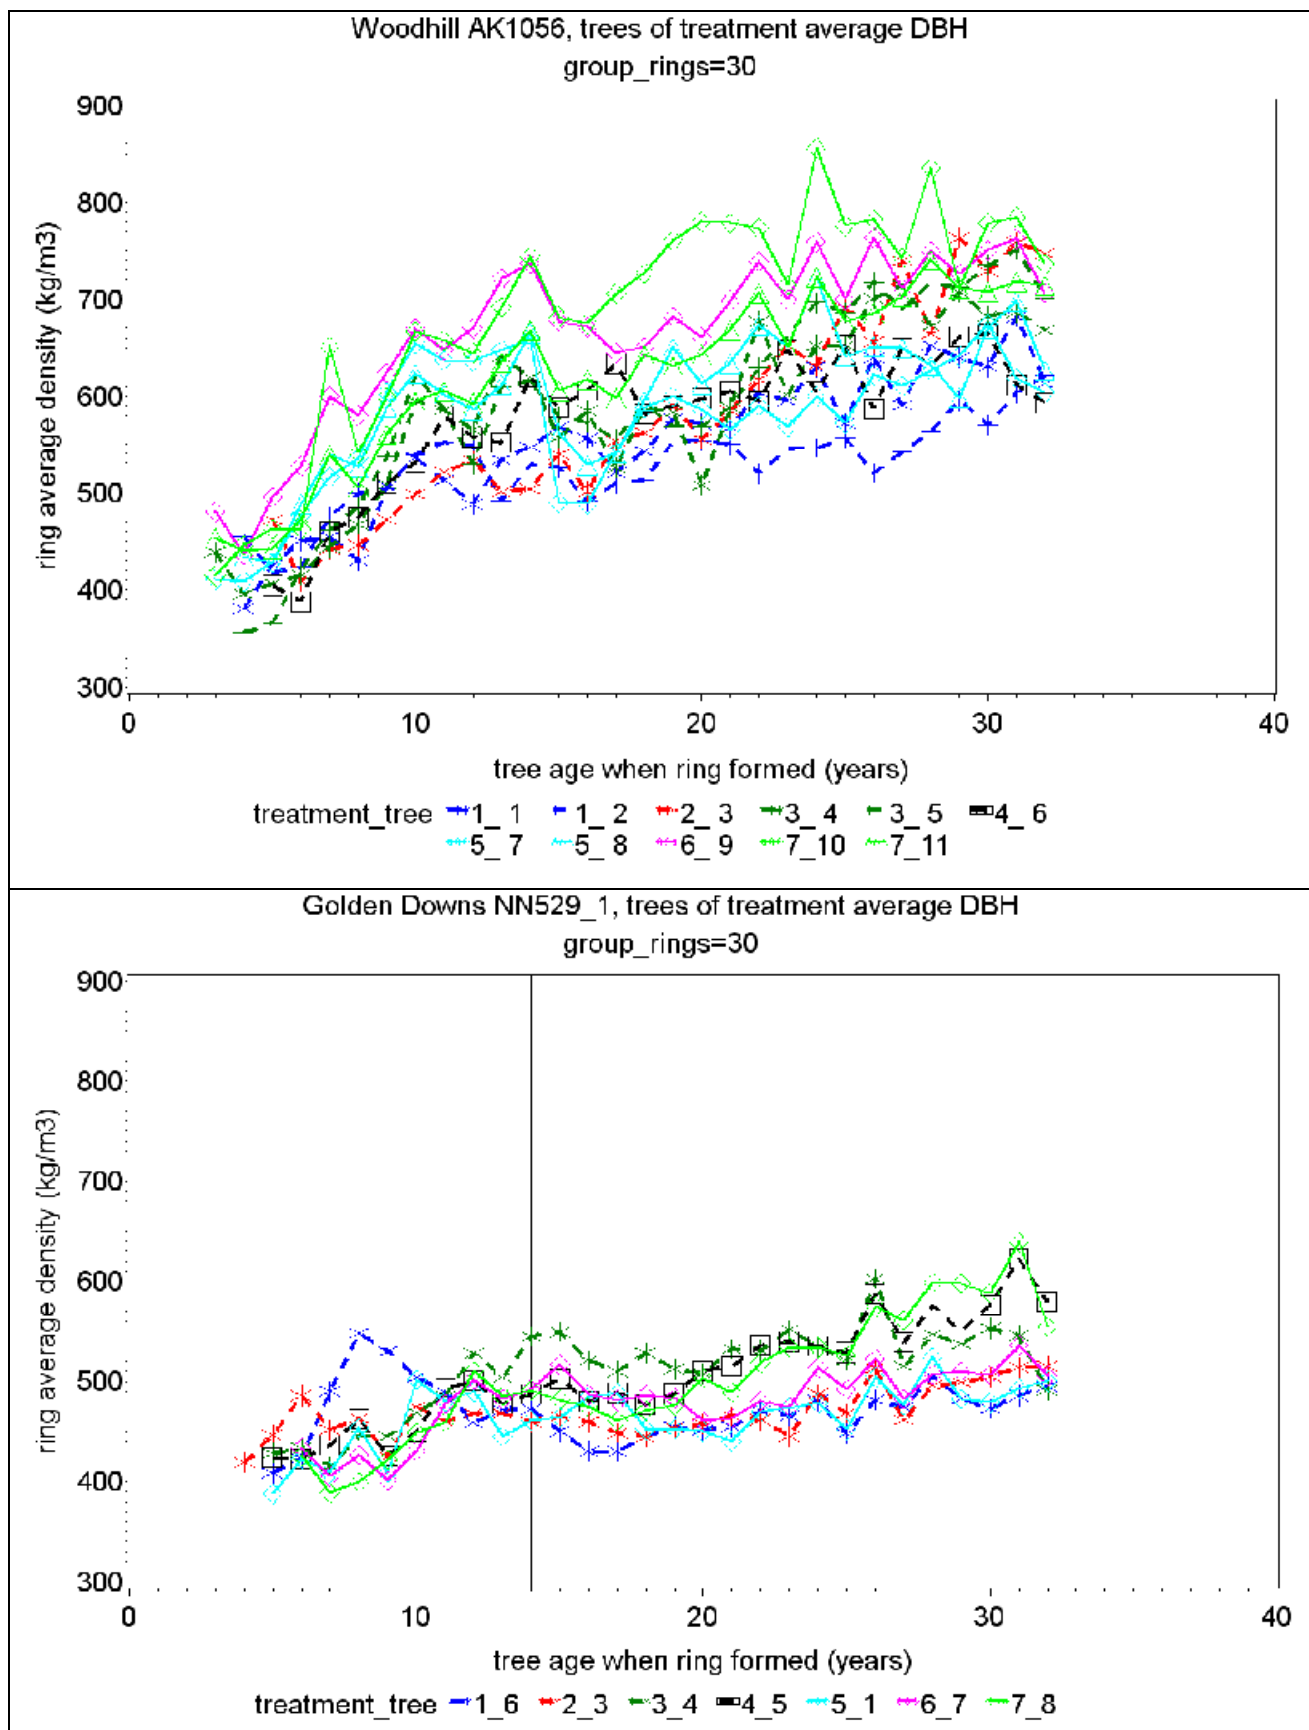 Woodhill AK1056, trees of treatment average DBH
group_rings=30
ring average density (kg/m3)
900
800
700
600
500
400
300
0 10 20 30 40
tree age when ring formed (years)
treatment_tree 1_ 1 1_ 2 2_ 3 3_ 4 3_ 5 4_ 6
5_ 7 5_ 8 6_ 9 7_10 7_11
Golden Downs NN529_1, trees of treatment average DBH
group_rings=30
ring average density (kg/m3)
900
800
700
600
500
400
300
0 10 20 30 40
tree age when ring formed (years)
treatment_tree 1_6 2_3 3_4 4_5 5_1 6_7 7_8